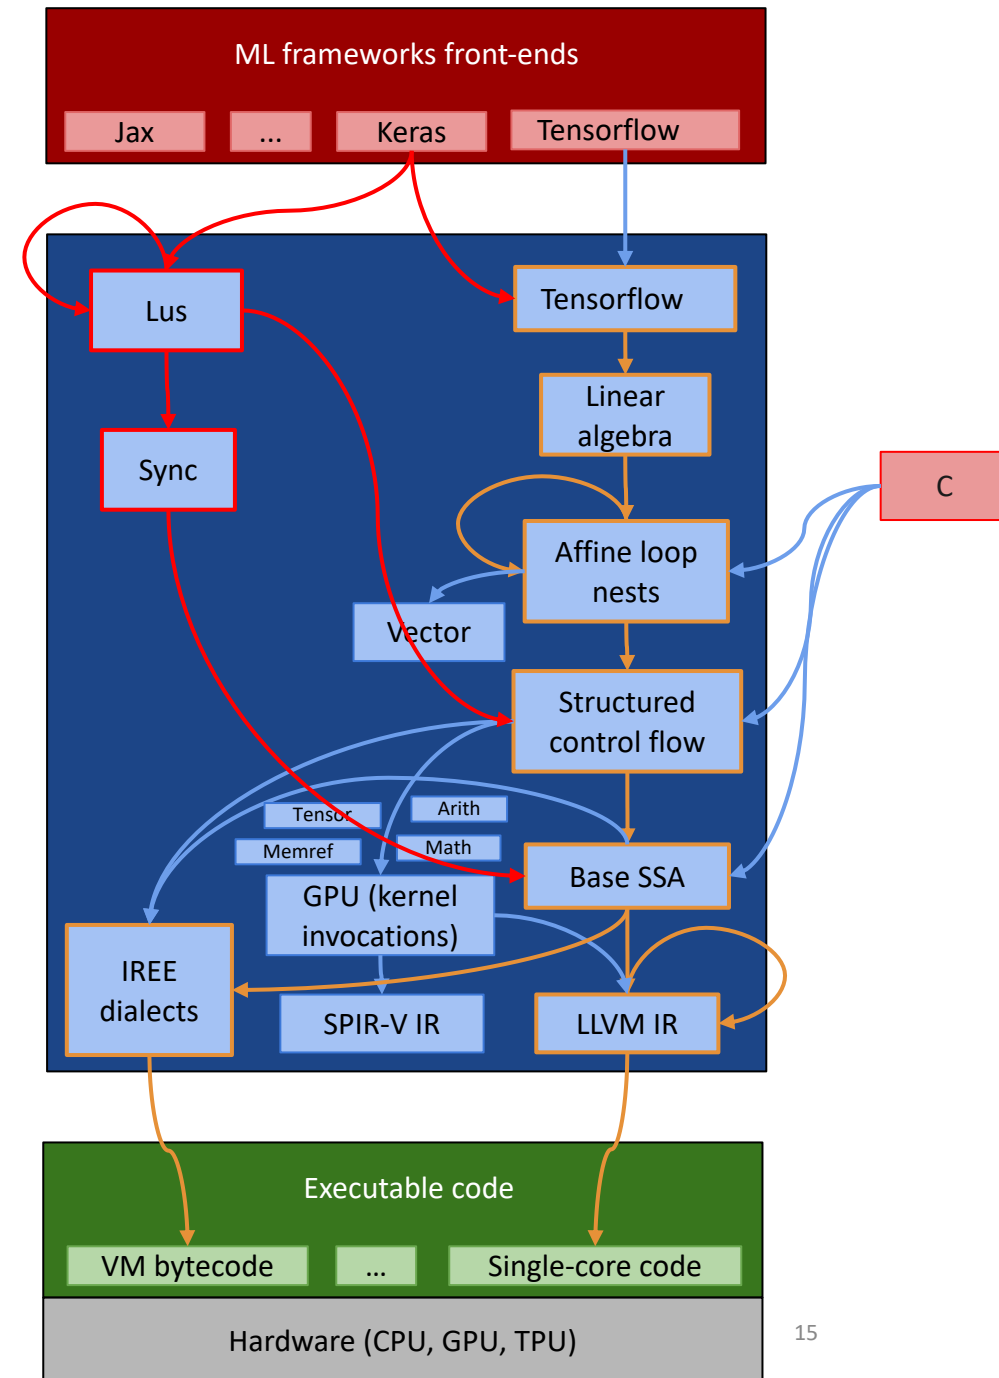 ML frameworks front-ends
Jax
...
Keras
Tensorflow
Lus
Tensorflow
Linear
algebra
Sync
C
Affine loop
nests
Vector
Structured
control flow
Tensor
Arith
Memref
Math
GPU (kernel
invocations)
Base SSA
IREE
dialects
SPIR-V IR
LLVM IR
Executable code
VM bytecode
...
Single-core code
Hardware (CPU, GPU, TPU)
15